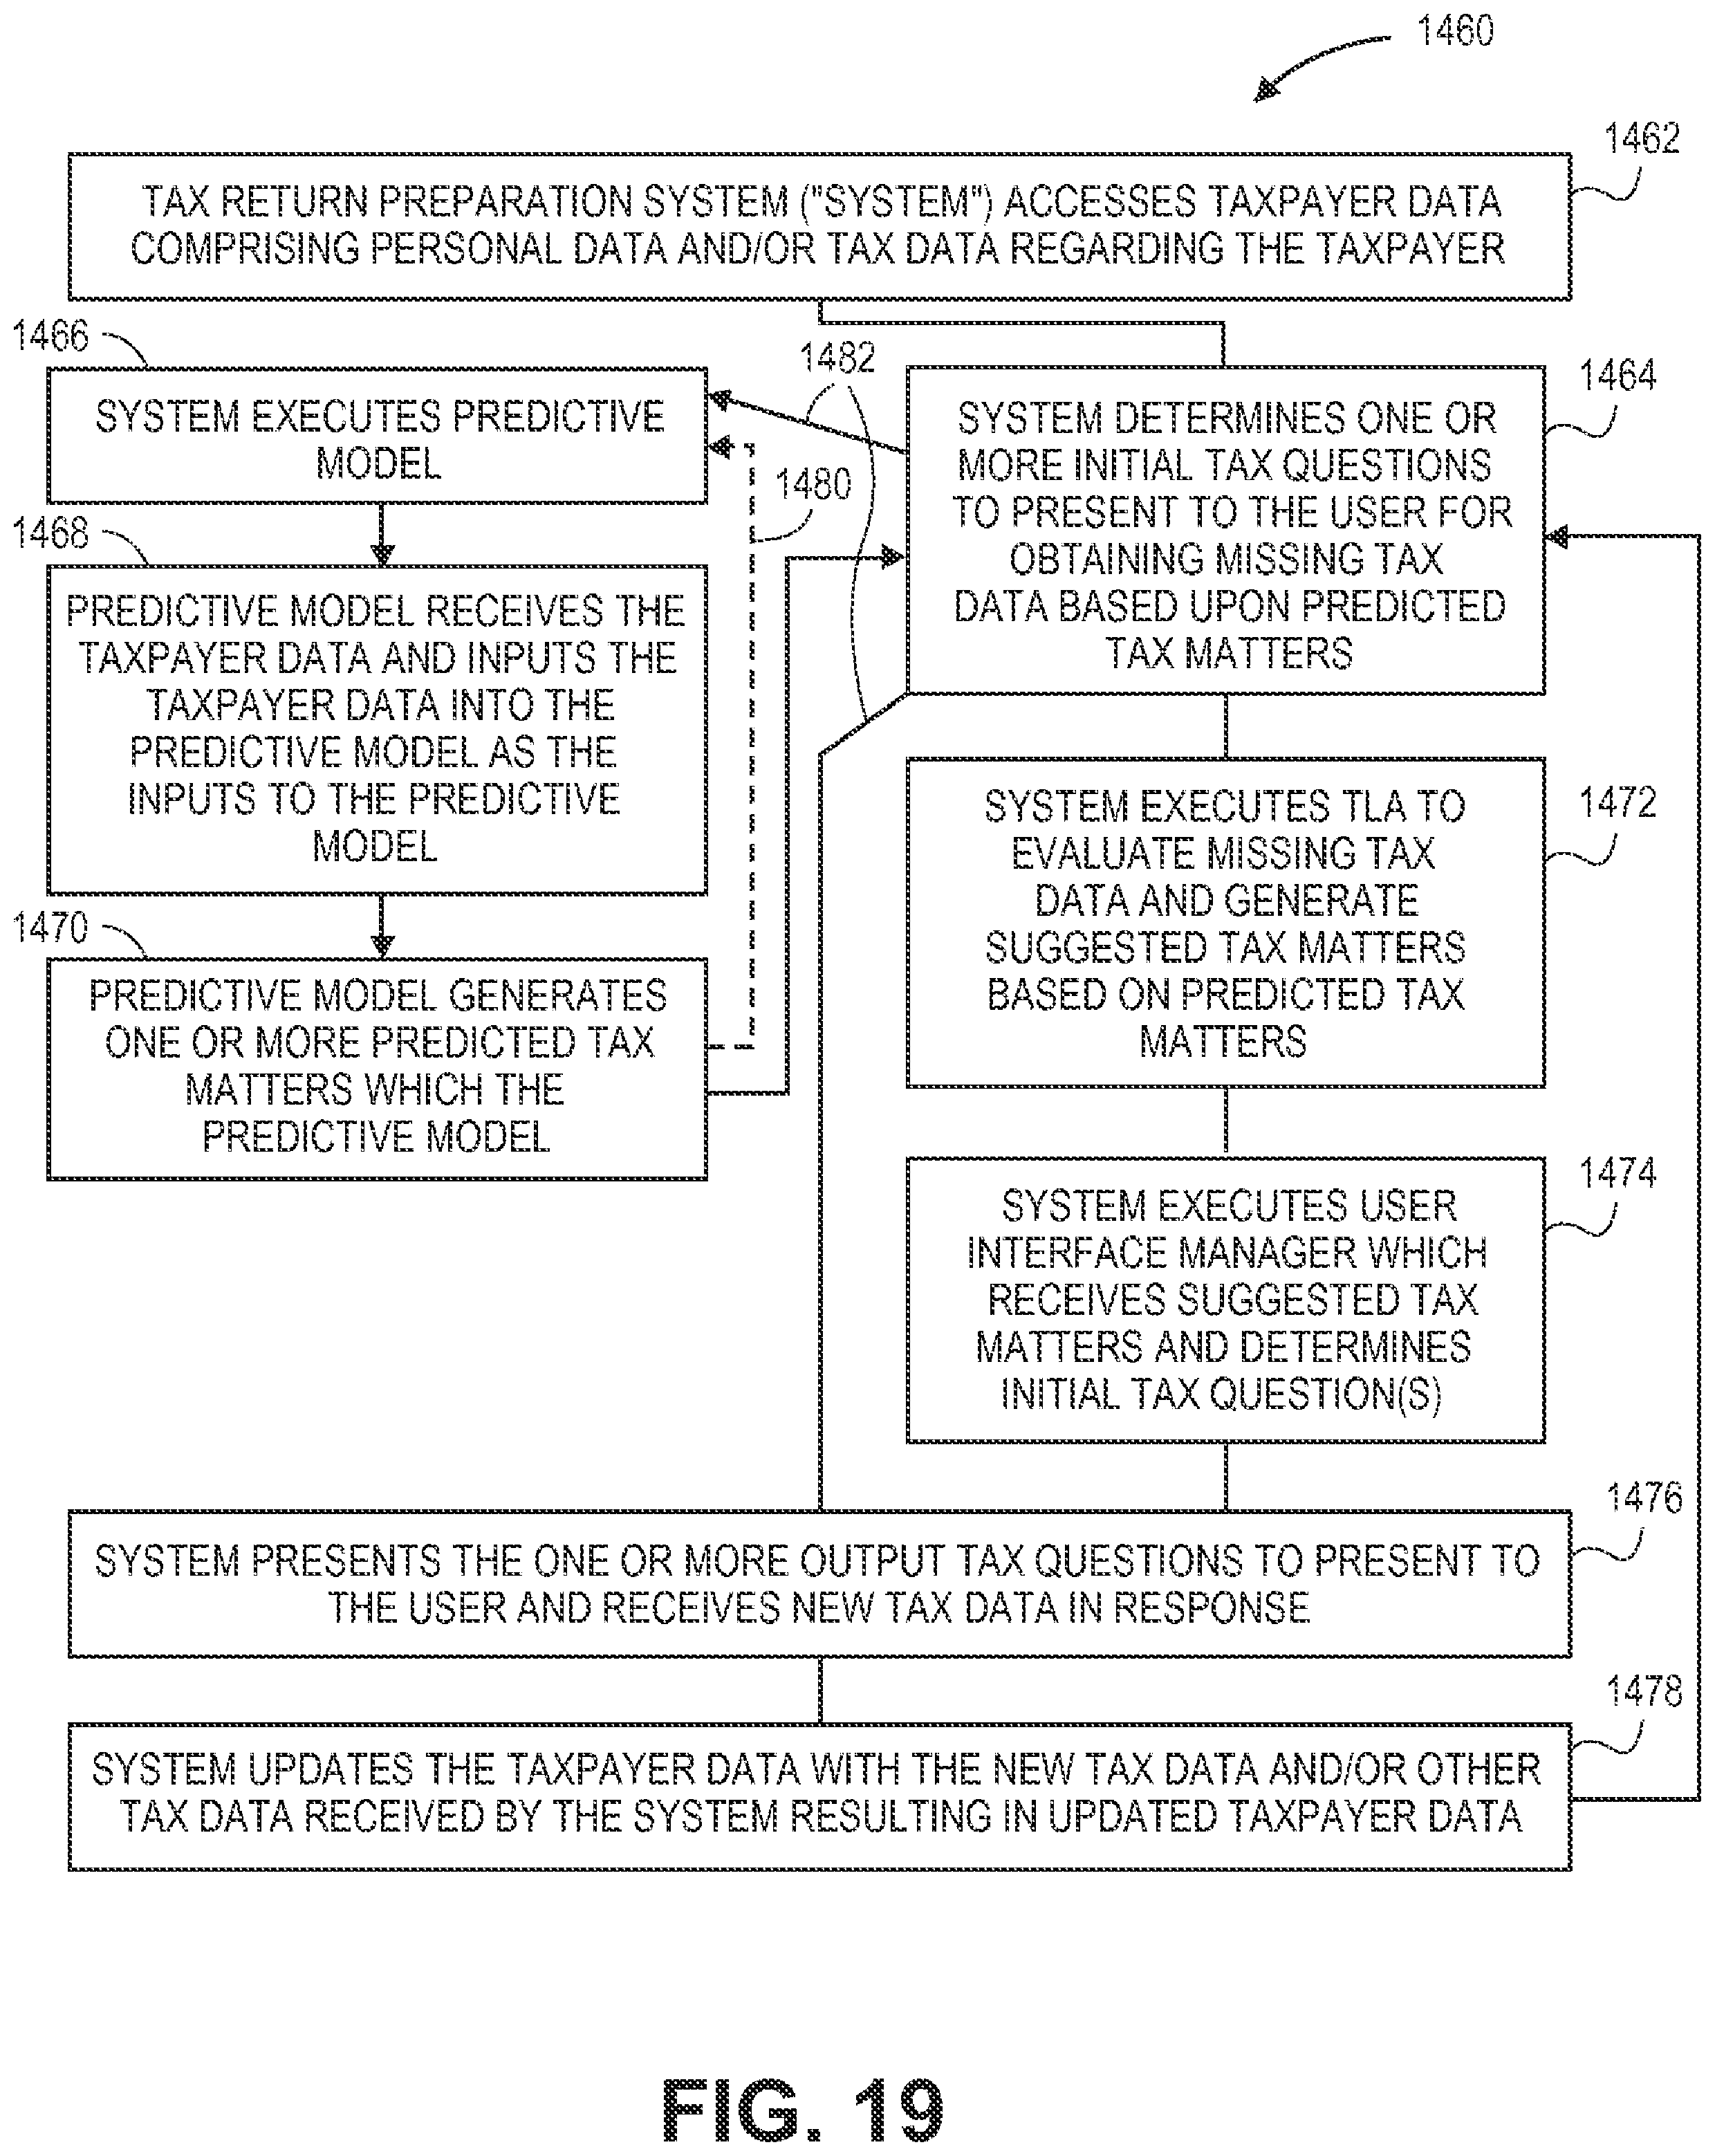 1460
1462
TAX RETURN PREPARATION SYSTEM ("SYSTEM") ACCESSES TAXPAYER DATA
COMPRISING PERSONAL DATA AND/OR TAX DATA REGARDING THE TAXPAYER
1466
SYSTEM EXECUTES PREDICTIVE
MODEL
1482
1480
1464
SYSTEM DETERMINES ONE OR
MORE INITIAL TAX QUESTIONS
TO PRESENT TO THE USER FOR
OBTAINING MISSING TAX
DATA BASED UPON PREDICTED
TAX MATTERS
1468
PREDICTIVE MODEL RECEIVES THE
TAXPAYER DATA AND INPUTS THE
TAXPAYER DATA INTO THE
PREDICTIVE MODEL AS THE
INPUTS TO THE PREDICTIVE
MODEL
1470
PREDICTIVE MODEL GENERATES
ONE OR MORE PREDICTED TAX
MATTERS WHICH THE
PREDICTIVE MODEL
1472
SYSTEM EXECUTES TLA TO
EVALUATE MISSING TAX
DATA AND GENERATE
SUGGESTED TAX MATTERS
BASED ON PREDICTED TAX
MATTERS
1474
SYSTEM EXECUTES USER
INTERFACE MANAGER WHICH
RECEIVES SUGGESTED TAX
MATTERS AND DETERMINES
INITIAL TAX QUESTION(S)
1476
SYSTEM PRESENTS THE ONE OR MORE OUTPUT TAX QUESTIONS TO PRESENT TO
THE USER AND RECEIVES NEW TAX DATA IN RESPONSE
1478
SYSTEM UPDATES THE TAXPAYER DATA WITH THE NEW TAX DATA AND/OR OTHER
TAX DATA RECEIVED BY THE SYSTEM RESULTING IN UPDATED TAXPAYER DATA
FIG. 19